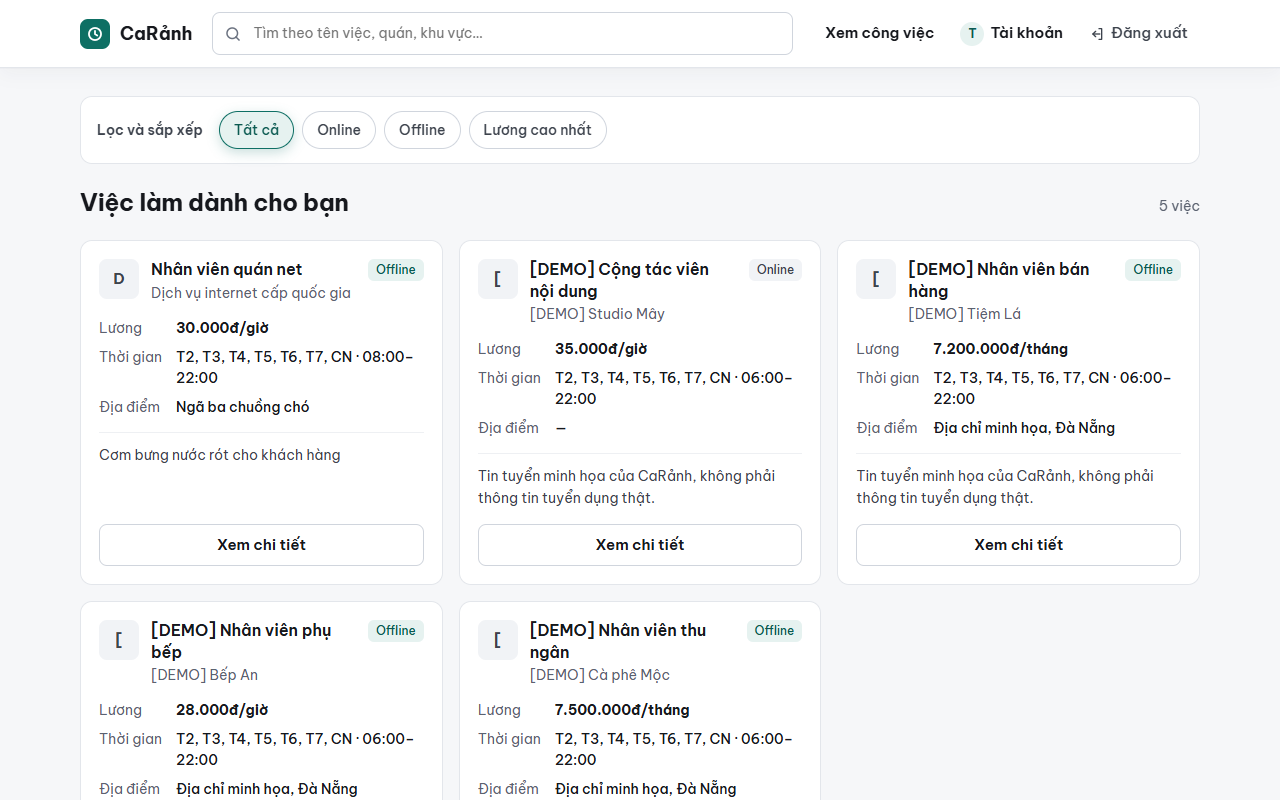 CaRảnh
Tìm theo tên việc, quán, khu vực...
Xem công việc
T Tài khoản
Đăng xuất
Lọc và sắp xếp
Tất cả
Online
Offline
Lương cao nhất
Việc làm dành cho bạn
5 việc
D
Nhân viên quán net
Offline
Dịch vụ internet cấp quốc gia
Lương 30.000đ/giờ
Thời gian T2, T3, T4, T5, T6, T7, CN · 08:00–
22:00
Địa điểm Ngã ba chuồng chó
Cơm bưng nước rót cho khách hàng
Xem chi tiết
[
[DEMO] Cộng tác viên
nội dung
Online
[DEMO] Studio Mây
Lương 35.000đ/giờ
Thời gian T2, T3, T4, T5, T6, T7, CN · 06:00–
22:00
Địa điểm —
Tin tuyển minh họa của CaRảnh, không phải
thông tin tuyển dụng thật.
Xem chi tiết
[
[DEMO] Nhân viên bán
hàng
Offline
[DEMO] Tiệm Lá
Lương 7.200.000đ/tháng
Thời gian T2, T3, T4, T5, T6, T7, CN · 06:00–
22:00
Địa điểm Địa chỉ minh họa, Đà Nẵng
Tin tuyển minh họa của CaRảnh, không phải
thông tin tuyển dụng thật.
Xem chi tiết
[
[DEMO] Nhân viên phụ
bếp
Offline
[DEMO] Bếp An
Lương 28.000đ/giờ
Thời gian T2, T3, T4, T5, T6, T7, CN · 06:00–
22:00
Địa điểm Địa chỉ minh họa, Đà Nẵng
[
[DEMO] Nhân viên thu
ngân
Offline
[DEMO] Cà phê Mộc
Lương 7.500.000đ/tháng
Thời gian T2, T3, T4, T5, T6, T7, CN · 06:00–
22:00
Địa điểm Địa chỉ minh họa, Đà Nẵng